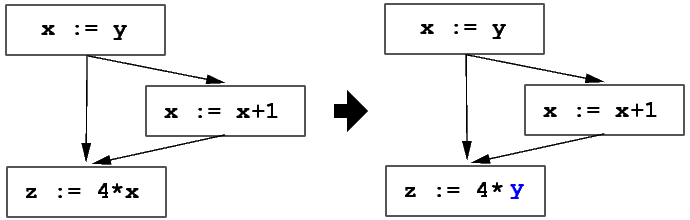 x := y
x := x+1
z := 4*x
x := y
x := x+1
z := 4* y